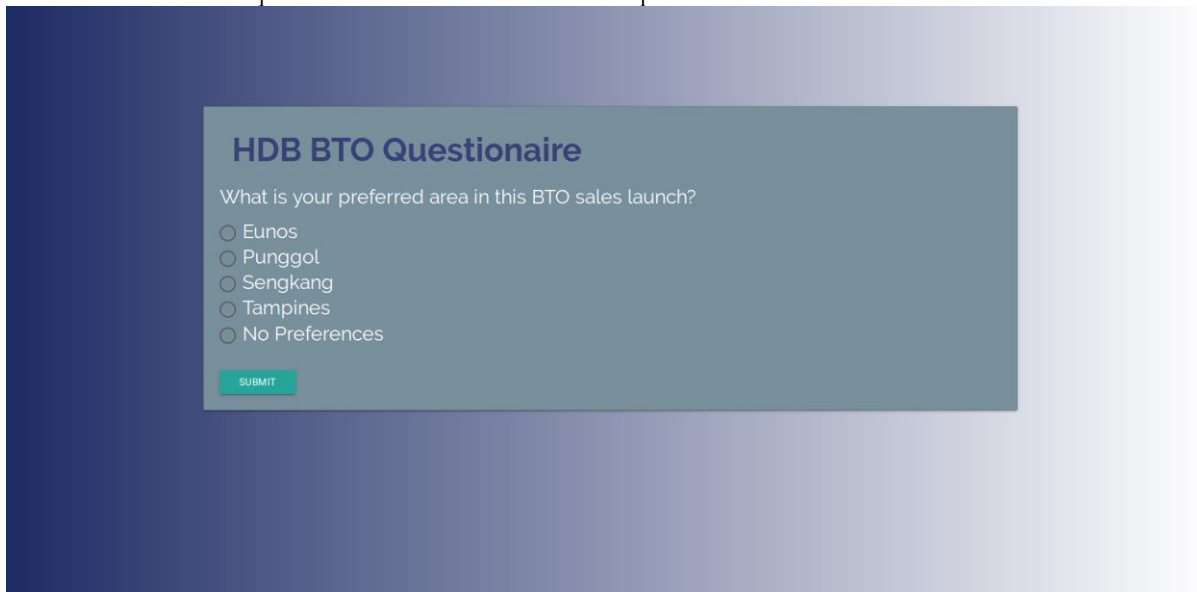 HDB BTO Questionaire
What is your preferred area in this BTO sales launch?
Eunos
Punggol
Sengkang
Tampines
No Preferences
SUBMIT